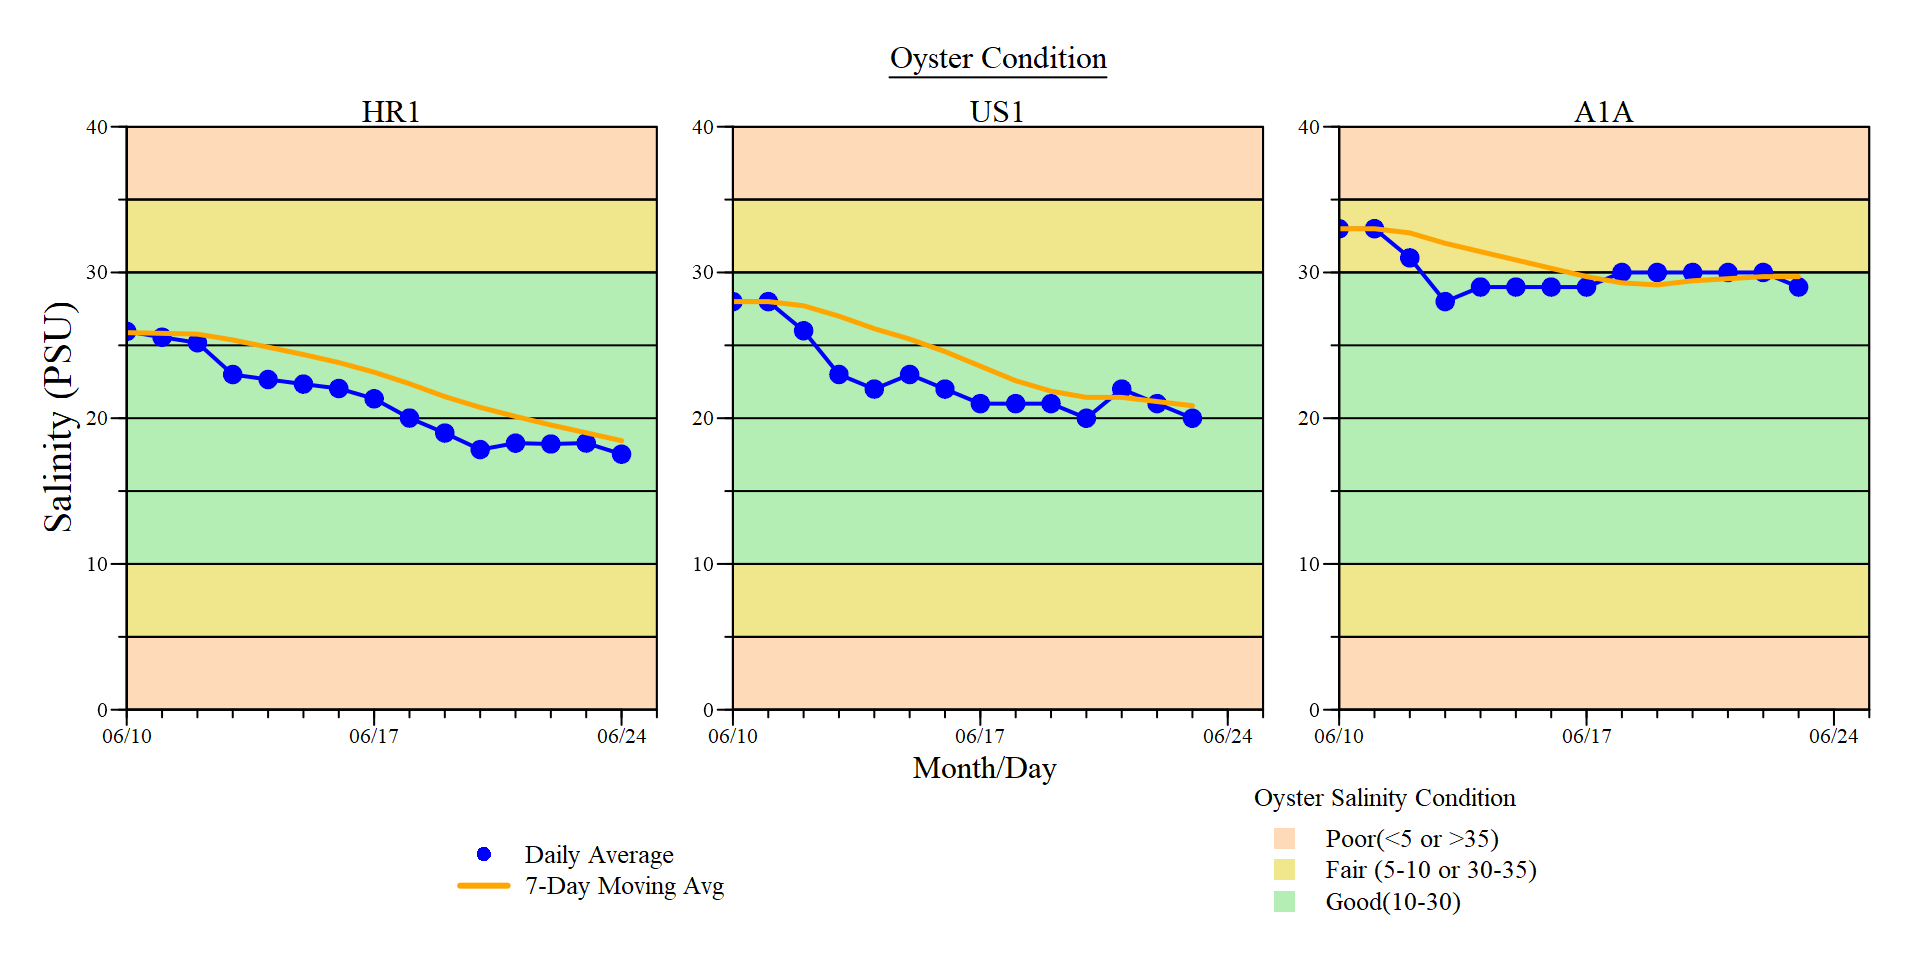 Oyster Condition
HR1 US1 A1A
40 40 40
30 30 30
20 20 20
10 10 10
0 0 0
Salinity (PSU)
06/10 06/17 06/24 06/10 06/17 06/24 06/10 06/17 06/24
Month/Day
Daily Average
7-Day Moving Avg
Oyster Salinity Condition
Poor(<5 or >35)
Fair (5-10 or 30-35)
Good(10-30)